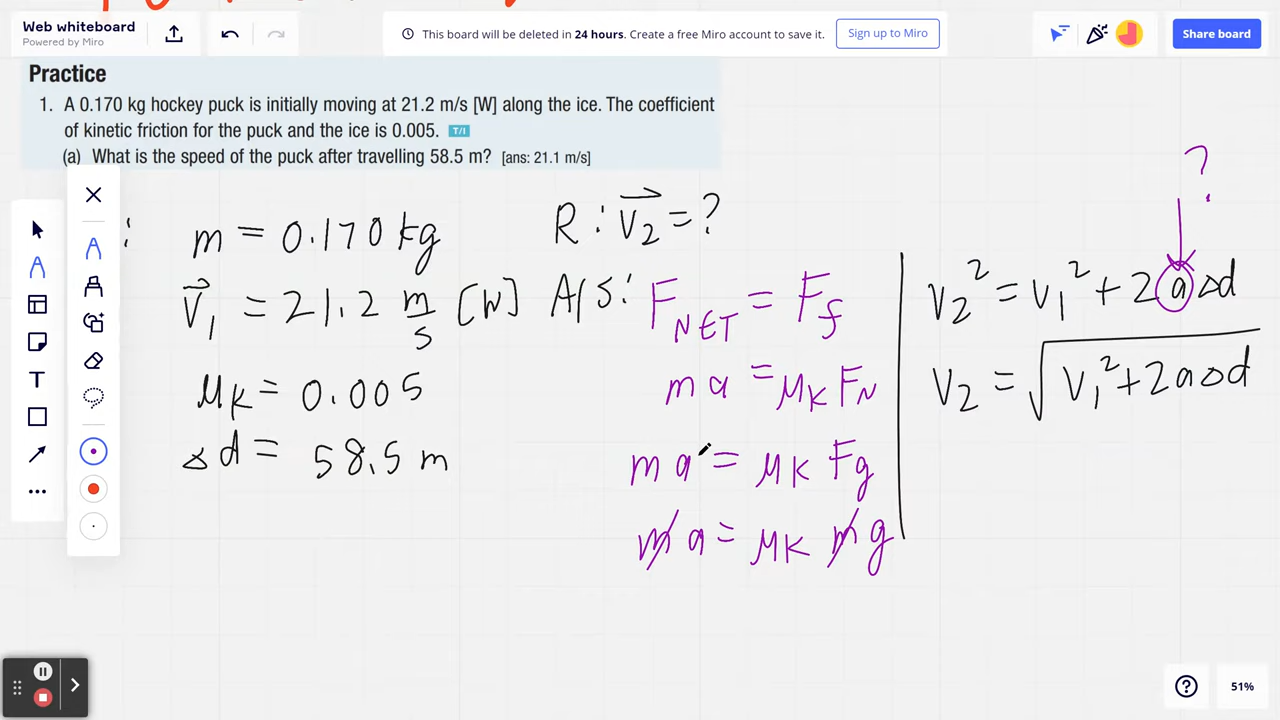 Web whiteboard
Powered by Miro
This board will be deleted in 24 hours. Create a free Miro account to save it.
Sign up to Miro
Share board
Practice
1. A 0.170 kg hockey puck is initially moving at 21.2 m/s [W] along the ice. The coefficient
of kinetic friction for the puck and the ice is 0.005. T/I
(a) What is the speed of the puck after travelling 58.5 m? [ans: 21.1 m/s]
:
m = 0.170 kg
v⃗₁ = 21.2 m/s [W]
μK = 0.005
Δd = 58.5 m
R : v⃗₂ = ?
A/S:
F_NET = F_f
ma = μK F_N
ma = μK Fg
ma = μK mg
?
v₂² = v₁² + 2aΔd
v₂ = √(v₁² + 2aΔd)
T
51%